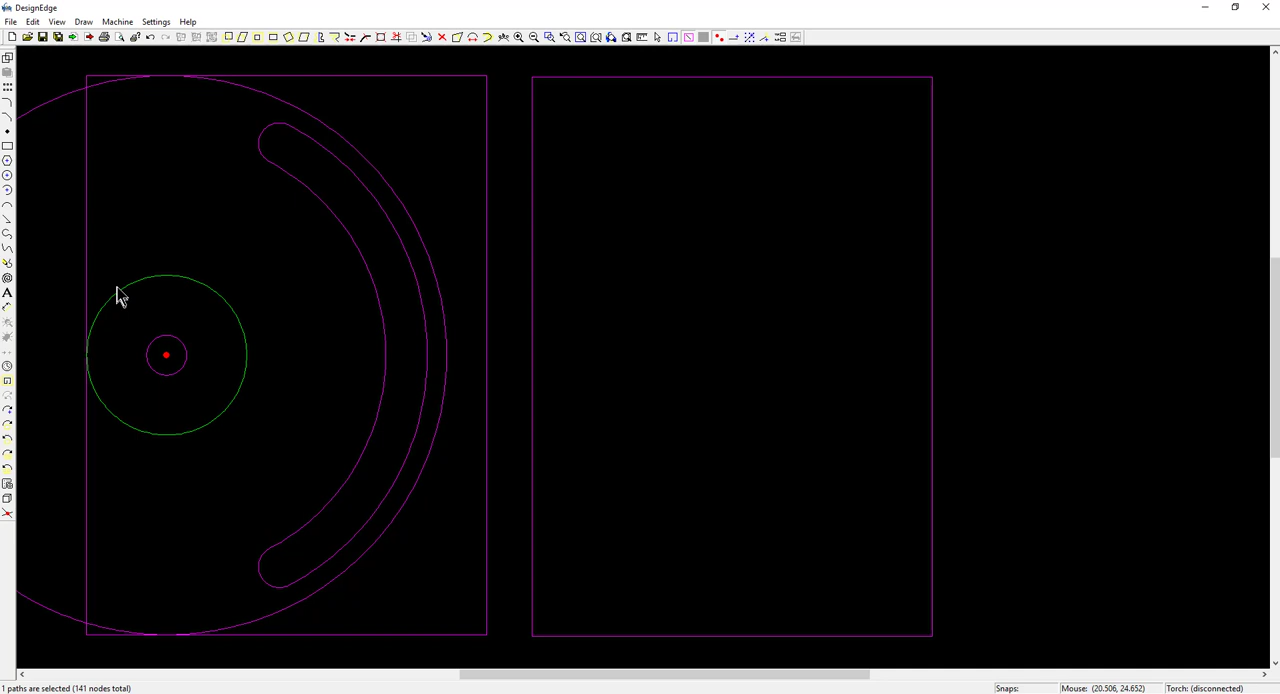 DesignEdge
File Edit View Draw Machine Settings Help
A
1 paths are selected (141 nodes total)
Snaps:
Mouse: (20.506, 24.652)
Torch: (disconnected)